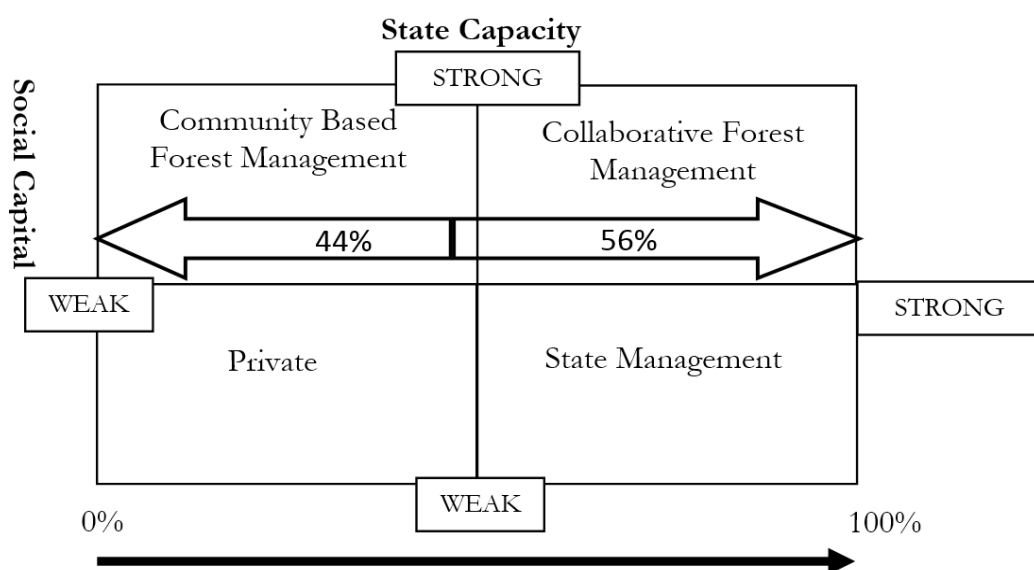 State Capacity
STRONG
Social Capital
Community Based
Forest Management
Collaborative Forest
Management
44%
56%
WEAK
STRONG
Private
State Management
WEAK
0%
100%